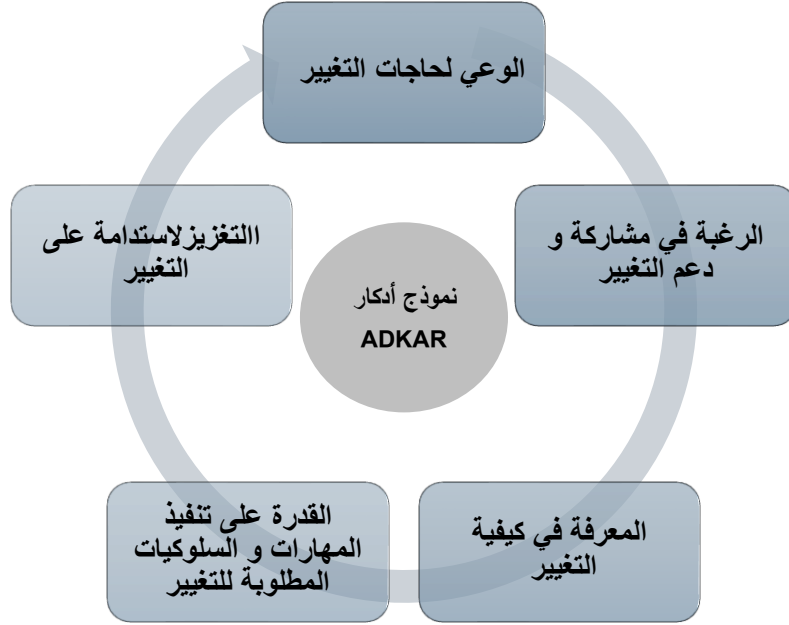 الوعي لحاجات التغيير
الرغبة في مشاركة و
دعم التغيير
المعرفة في كيفية
التغيير
القدرة على تنفيذ
المهارات و السلوكيات
المطلوبة للتغيير
االتغزيزلاستدامة على
التغيير
نموذج أدكار
ADKAR